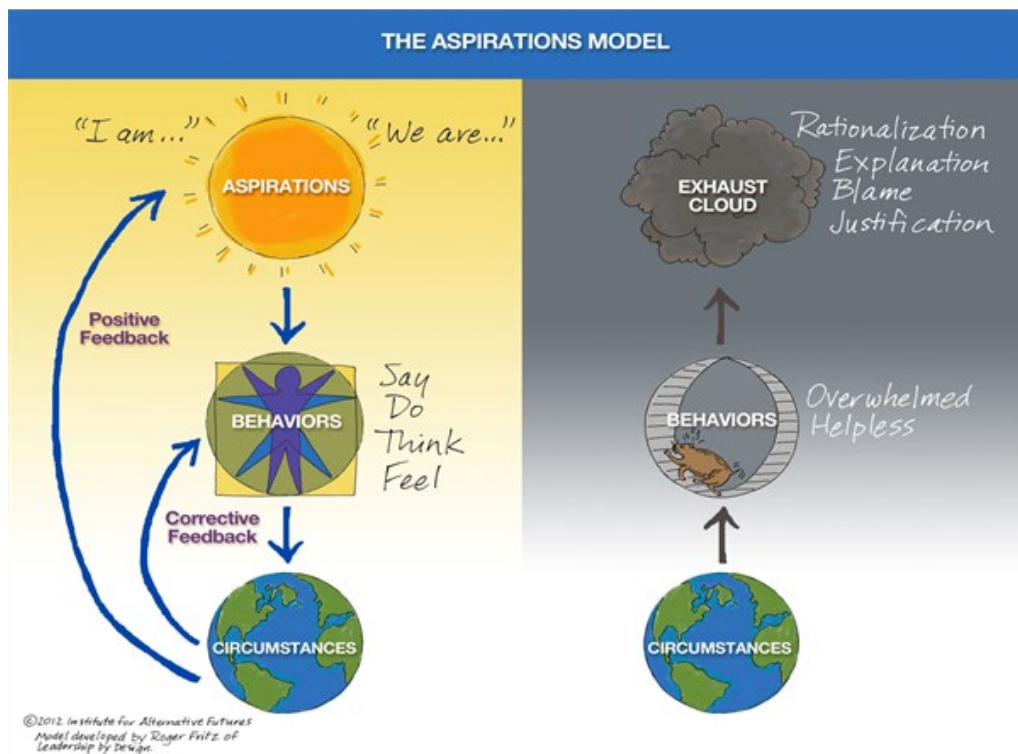 THE ASPIRATIONS MODEL
"I am..."
"We are..."
ASPIRATIONS
Positive
Feedback
BEHAVIORS
Say
Do
Think
Feel
Corrective
Feedback
CIRCUMSTANCES
EXHAUST
CLOUD
Rationalization
Explanation
Blame
Justification
BEHAVIORS
Overwhelmed
Helpless
CIRCUMSTANCES
©2012 Institute for Alternative Futures
Model developed by Roger Fritz of
Leadership by Design.